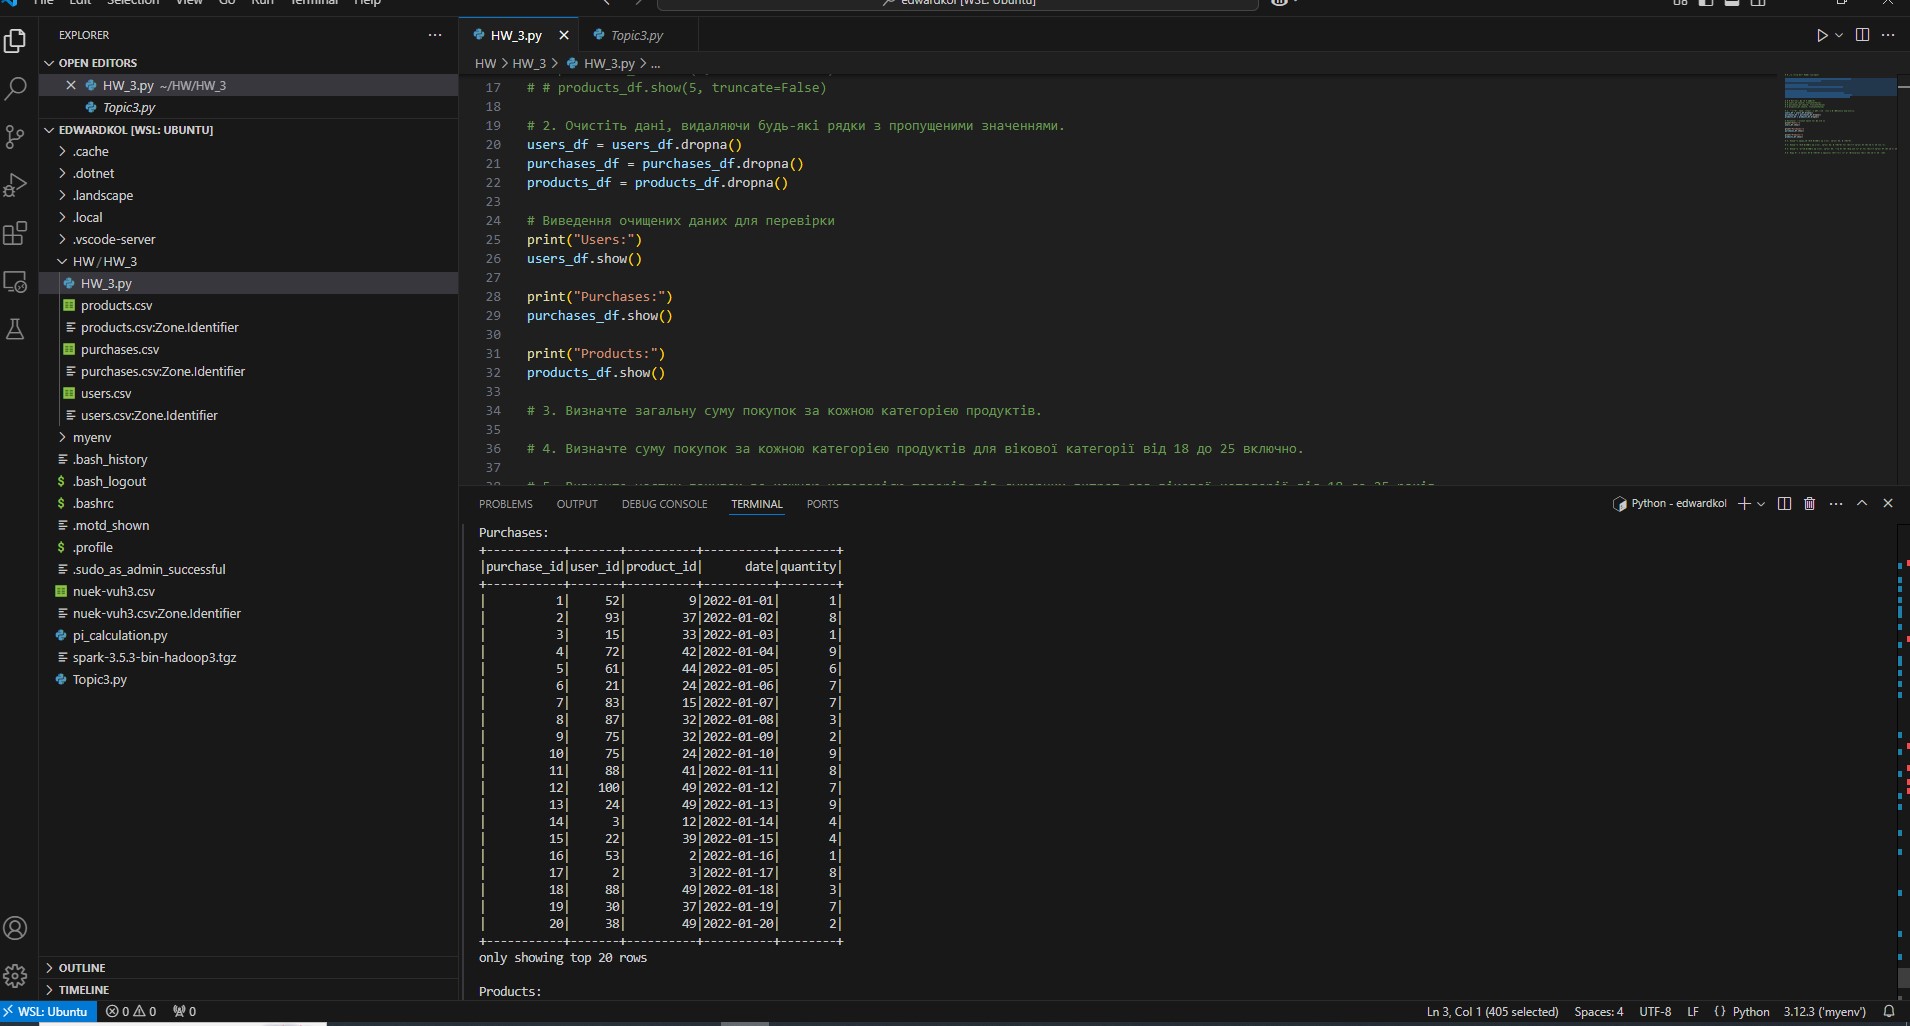 File Edit Selection View Go Run Terminal Help
edwardkol [WSL: Ubuntu]
EXPLORER
OPEN EDITORS
HW_3.py ~/HW/HW_3
Topic3.py
EDWARDKOL [WSL: UBUNTU]
.cache
.dotnet
.landscape
.local
.vscode-server
HW / HW_3
HW_3.py
products.csv
products.csv:Zone.Identifier
purchases.csv
purchases.csv:Zone.Identifier
users.csv
users.csv:Zone.Identifier
myenv
.bash_history
.bash_logout
.bashrc
.motd_shown
.profile
.sudo_as_admin_successful
nuek-vuh3.csv
nuek-vuh3.csv:Zone.Identifier
pi_calculation.py
spark-3.5.3-bin-hadoop3.tgz
Topic3.py
OUTLINE
TIMELINE
HW_3.py
Topic3.py
HW > HW_3 > HW_3.py > ...
17 # # products_df.show(5, truncate=False)
18
19 # 2. Очистіть дані, видаляючи будь-які рядки з пропущеними значеннями.
20 users_df = users_df.dropna()
21 purchases_df = purchases_df.dropna()
22 products_df = products_df.dropna()
23
24 # Виведення очищених даних для перевірки
25 print("Users:")
26 users_df.show()
27
28 print("Purchases:")
29 purchases_df.show()
30
31 print("Products:")
32 products_df.show()
33
34 # 3. Визначте загальну суму покупок за кожною категорією продуктів.
35
36 # 4. Визначте суму покупок за кожною категорією продуктів для вікової категорії від 18 до 25 включно.
37
PROBLEMS OUTPUT DEBUG CONSOLE TERMINAL PORTS
Python - edwardkol
Purchases:
+-----------+-------+----------+----------+--------+
|purchase_id|user_id|product_id|      date|quantity|
+-----------+-------+----------+----------+--------+
|          1|     52|         9|2022-01-01|       1|
|          2|     93|        37|2022-01-02|       8|
|          3|     15|        33|2022-01-03|       1|
|          4|     72|        42|2022-01-04|       9|
|          5|     61|        44|2022-01-05|       6|
|          6|     21|        24|2022-01-06|       7|
|          7|     83|        15|2022-01-07|       7|
|          8|     87|        32|2022-01-08|       3|
|          9|     75|        32|2022-01-09|       2|
|         10|     75|        24|2022-01-10|       9|
|         11|     88|        41|2022-01-11|       8|
|         12|    100|        49|2022-01-12|       7|
|         13|     24|        49|2022-01-13|       9|
|         14|      3|        12|2022-01-14|       4|
|         15|     22|        39|2022-01-15|       4|
|         16|     53|         2|2022-01-16|       1|
|         17|      2|         3|2022-01-17|       8|
|         18|     88|        49|2022-01-18|       3|
|         19|     30|        37|2022-01-19|       7|
|         20|     38|        49|2022-01-20|       2|
+-----------+-------+----------+----------+--------+
only showing top 20 rows
Products:
WSL: Ubuntu 0 0 0
Ln 3, Col 1 (405 selected) Spaces: 4 UTF-8 LF Python 3.12.3 ('myenv')